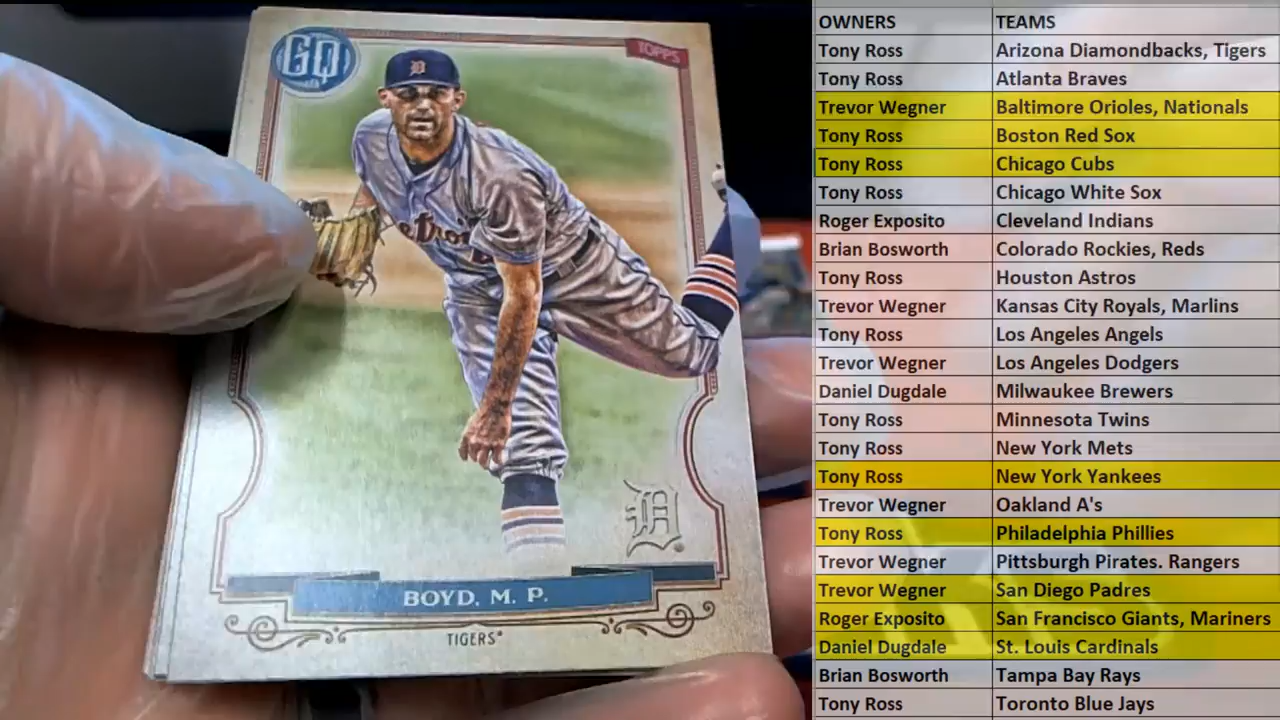 GQ
TOPPS
D
etroi
BOYD, M. P.
TIGERS
OWNERS TEAMS
Tony Ross Arizona Diamondbacks, Tigers
Tony Ross Atlanta Braves
Trevor Wegner Baltimore Orioles, Nationals
Tony Ross Boston Red Sox
Tony Ross Chicago Cubs
Tony Ross Chicago White Sox
Roger Exposito Cleveland Indians
Brian Bosworth Colorado Rockies, Reds
Tony Ross Houston Astros
Trevor Wegner Kansas City Royals, Marlins
Tony Ross Los Angeles Angels
Trevor Wegner Los Angeles Dodgers
Daniel Dugdale Milwaukee Brewers
Tony Ross Minnesota Twins
Tony Ross New York Mets
Tony Ross New York Yankees
Trevor Wegner Oakland A's
Tony Ross Philadelphia Phillies
Trevor Wegner Pittsburgh Pirates. Rangers
Trevor Wegner San Diego Padres
Roger Exposito San Francisco Giants, Mariners
Daniel Dugdale St. Louis Cardinals
Brian Bosworth Tampa Bay Rays
Tony Ross Toronto Blue Jays